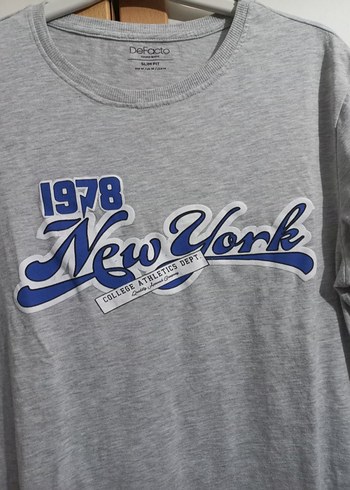 DeFacto
SLIM FIT
1978
New York
COLLEGE ATHLETICS DEPT.